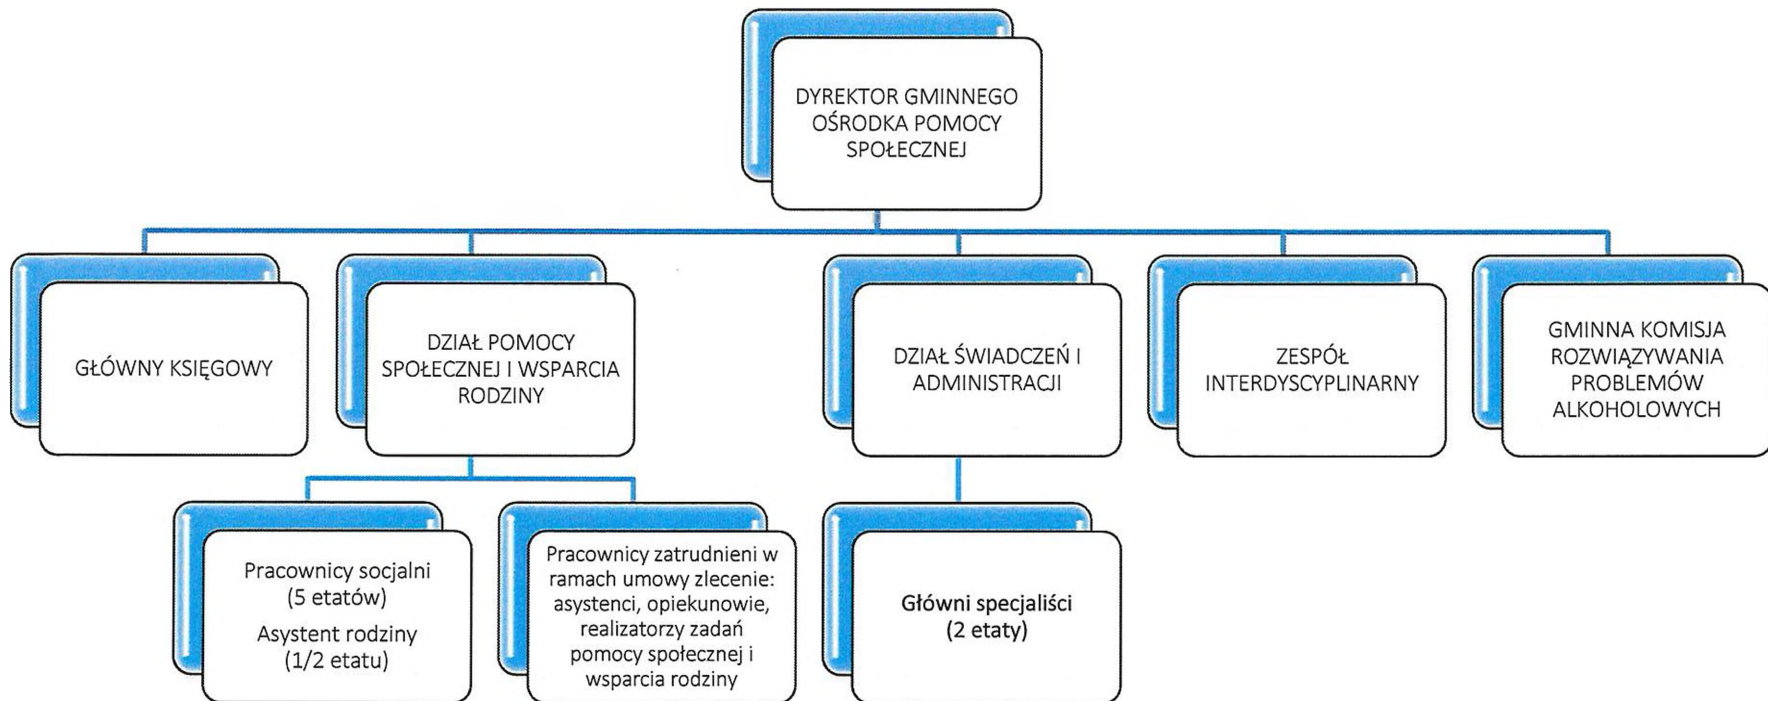 DYREKTOR GMINNEGO
OŚRODKA POMOCY
SPOŁECZNEJ
GŁÓWNY KSIĘGOWY
DZIAŁ POMOCY
SPOŁECZNEJ I WSPARCIA
RODZINY
DZIAŁ ŚWIADCZEŃ I
ADMINISTRACJI
ZESPÓŁ
INTERDYSCYPLINARNY
GMINNA KOMISJA
ROZWIĄZYWANIA
PROBLEMÓW
ALKOHOLOWYCH
Pracownicy socjalni
(5 etatów)
Asystent rodziny
(1/2 etatu)
Pracownicy zatrudnieni w
ramach umowy zlecenie:
asystenci, opiekunowie,
realizatorzy zadań
pomocy społecznej i
wsparcia rodziny
Główni specjaliści
(2 etaty)